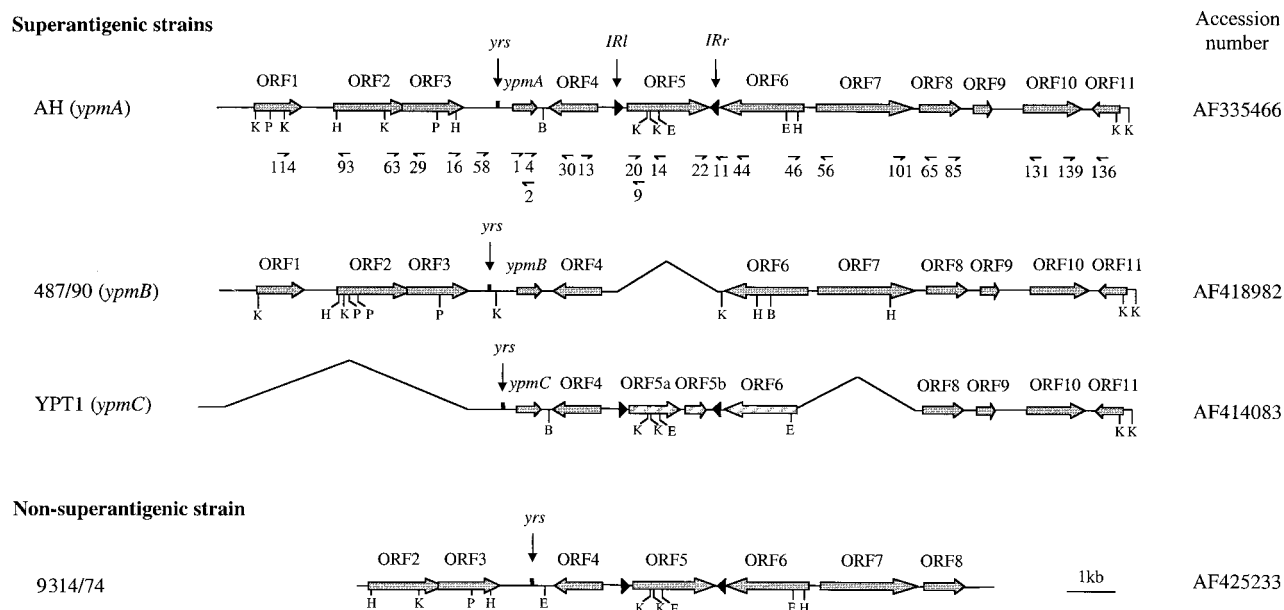 Superantigenic strains
Accession number
yrs IRl IRr
ORF1 ORF2 ORF3 ypmA ORF4 ORF5 ORF6 ORF7 ORF8 ORF9 ORF10 ORF11
AH (ypmA) AF335466
K P K H K P H B K K E E H K K
114 93 63 29 16 58 1 4 30 13 20 14 22 11 44 46 56 101 65 85 131 139 136
2 9
yrs
ORF1 ORF2 ORF3 ypmB ORF4 ORF6 ORF7 ORF8 ORF9 ORF10 ORF11
487/90 (ypmB) AF418982
K H K P P P K K H B H K K
yrs
ypmC ORF4 ORF5a ORF5b ORF6 ORF8 ORF9 ORF10 ORF11
YPT1 (ypmC) AF414083
B K K E E K K
Non-superantigenic strain
yrs
ORF2 ORF3 ORF4 ORF5 ORF6 ORF7 ORF8
9314/74 1kb AF425233
H K P H E K K E E H